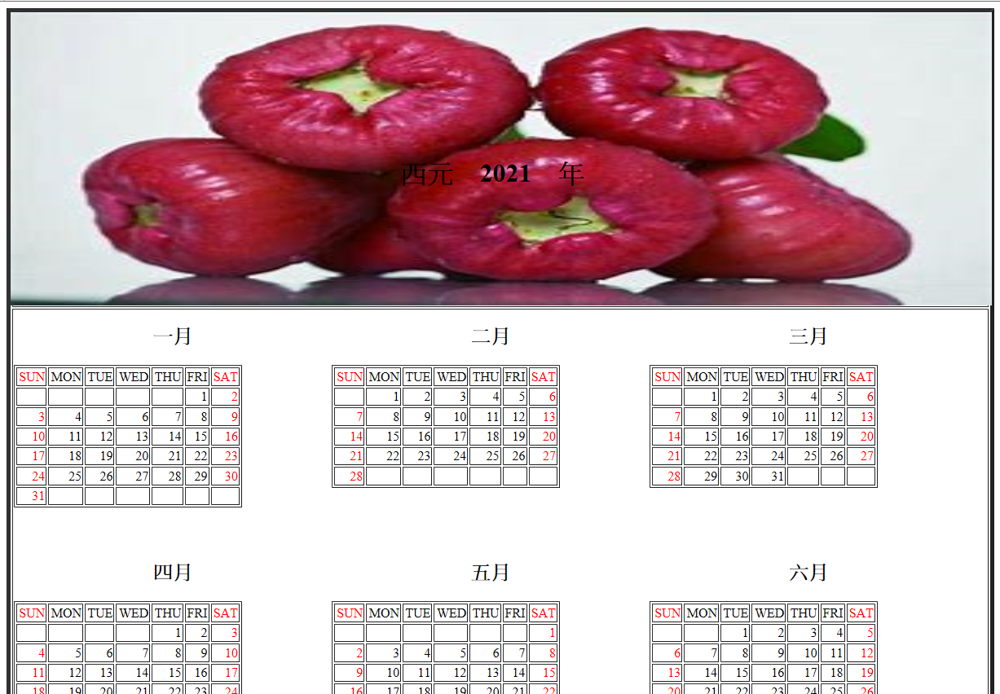 西元 2021 年
一月 二月 三月
SUN MON TUE WED THU FRI SAT SUN MON TUE WED THU FRI SAT SUN MON TUE WED THU FRI SAT
1 2 1 2 3 4 5 6 1 2 3 4 5 6
3 4 5 6 7 8 9 7 8 9 10 11 12 13 7 8 9 10 11 12 13
10 11 12 13 14 15 16 14 15 16 17 18 19 20 14 15 16 17 18 19 20
17 18 19 20 21 22 23 21 22 23 24 25 26 27 21 22 23 24 25 26 27
24 25 26 27 28 29 30 28 28 29 30 31
31
四月 五月 六月
SUN MON TUE WED THU FRI SAT SUN MON TUE WED THU FRI SAT SUN MON TUE WED THU FRI SAT
1 2 3 1 1 2 3 4 5
4 5 6 7 8 9 10 2 3 4 5 6 7 8 6 7 8 9 10 11 12
11 12 13 14 15 16 17 9 10 11 12 13 14 15 13 14 15 16 17 18 19
18 19 20 21 22 23 24 16 17 18 19 20 21 22 20 21 22 23 24 25 26